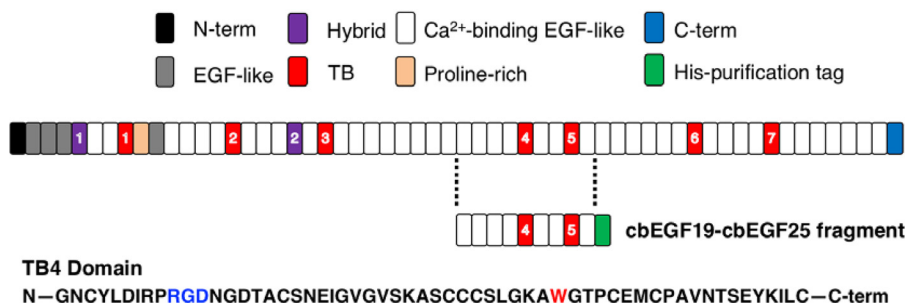 N-term Hybrid Ca²⁺-binding EGF-like C-term
EGF-like TB Proline-rich His-purification tag
1 1 2 2 3 4 5 6 7
4 5 cbEGF19-cbEGF25 fragment
TB4 Domain
N—GNCYLDIRPRGDNGDTACSNEIGVGVSKASCCCSLGKAWGTPCEMCPAVNTSEYKILC—C-term